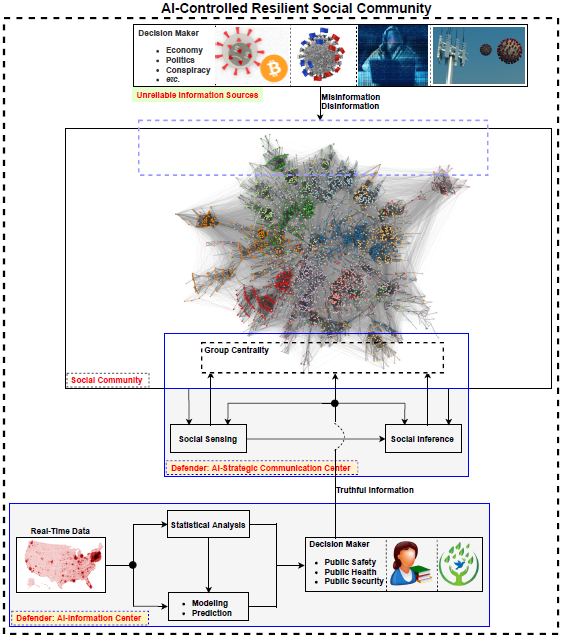 AI-Controlled Resilient Social Community
Decision Maker
• Economy
• Politics
• Conspiracy
• etc.
Unreliable Information Sources
Misinformation
Disinformation
Group Centrality
Social Community
Social Sensing
Social Inference
Defender: AI-Strategic Communication Center
Truthful Information
Real-Time Data
Statistical Analysis
Decision Maker
• Public Safety
• Public Health
• Public Security
• Modeling
• Prediction
Defender: AI-Information Center